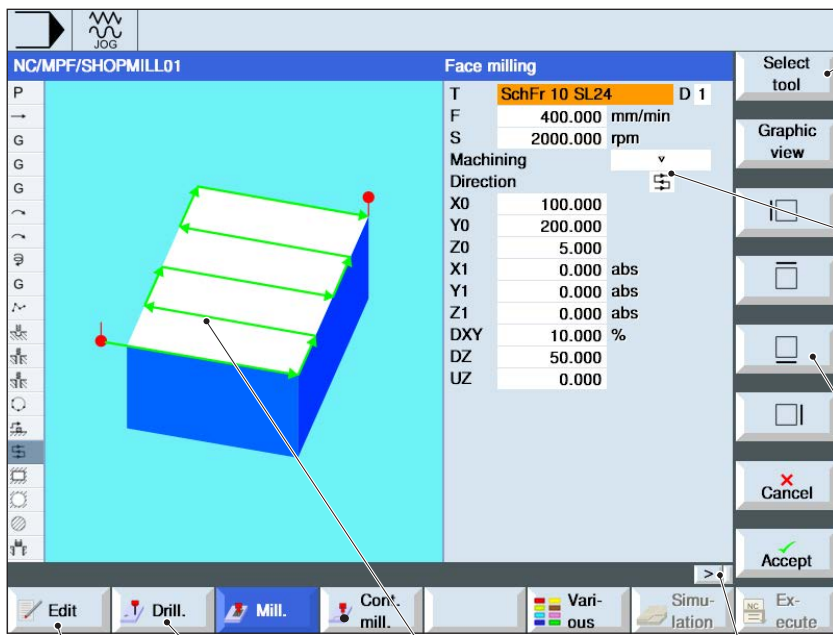 JOG
NC/MPF/SHOPMILL01
Face milling
Select
tool
P
T SchFr 10 SL24 D 1
F 400.000 mm/min
G
S 2000.000 rpm
Graphic
view
G
Machining
G
Direction
X0 100.000
Y0 200.000
Z0 5.000
G
X1 0.000 abs
Y1 0.000 abs
Z1 0.000 abs
DXY 10.000 %
DZ 50.000
UZ 0.000
Cancel
Accept
>
Edit
Drill.
Mill.
Cont.
mill.
Vari-
ous
Simu-
lation
NC
Ex-
ecute